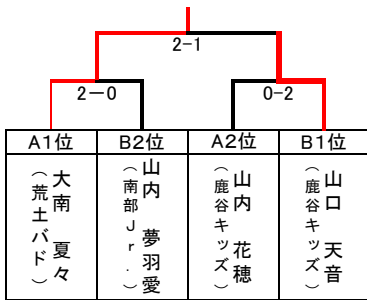 2-1
2－0
0-2
A1位
B2位
A2位
B1位
大南 夏々
（荒土バド）
山内 夢羽愛
（南部Jr.）
山内 花穂
（鹿谷キッズ）
山口 天音
（鹿谷キッズ）